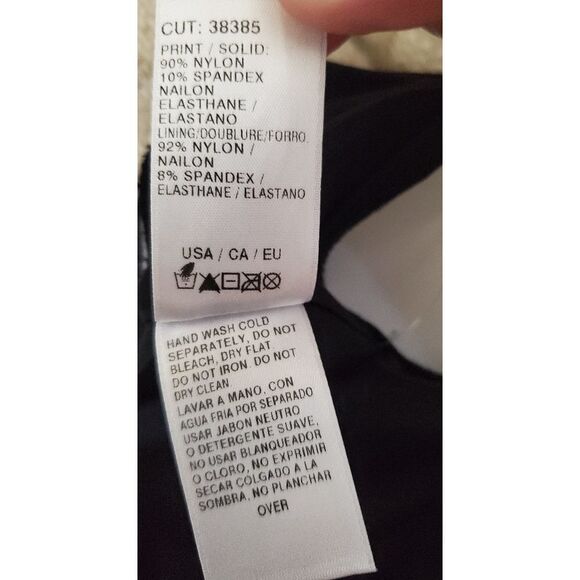 CUT: 38385
PRINT / SOLID:
90% NYLON
10% SPANDEX
NAILON
ELASTHANE /
ELASTANO
LINING/DOUBLURE/FORRO
92% NYLON /
NAILON
8% SPANDEX /
ELASTHANE / ELASTANO
USA / CA / EU
HAND WASH COLD
SEPARATELY, DO NOT
BLEACH, DRY FLAT.
DO NOT IRON. DO NOT
DRY CLEAN
LAVAR A MANO. CON
AGUA FRIA POR SEPARADO
USAR JABON NEUTRO
O DETERGENTE SUAVE,
NO USAR BLANQUEADOR
O CLORO, NO EXPRIMIR
SECAR COLGADO A LA
SOMBRA, NO PLANCHAR
OVER